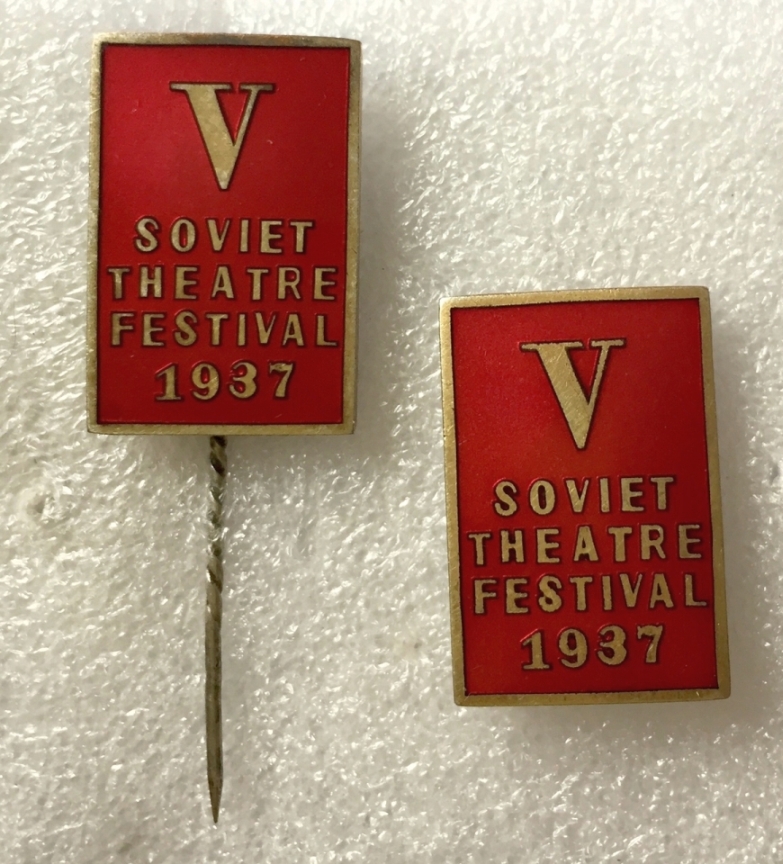 V
SOVIET
THEATRE
FESTIVAL
1937
V
SOVIET
THEATRE
FESTIVAL
1937